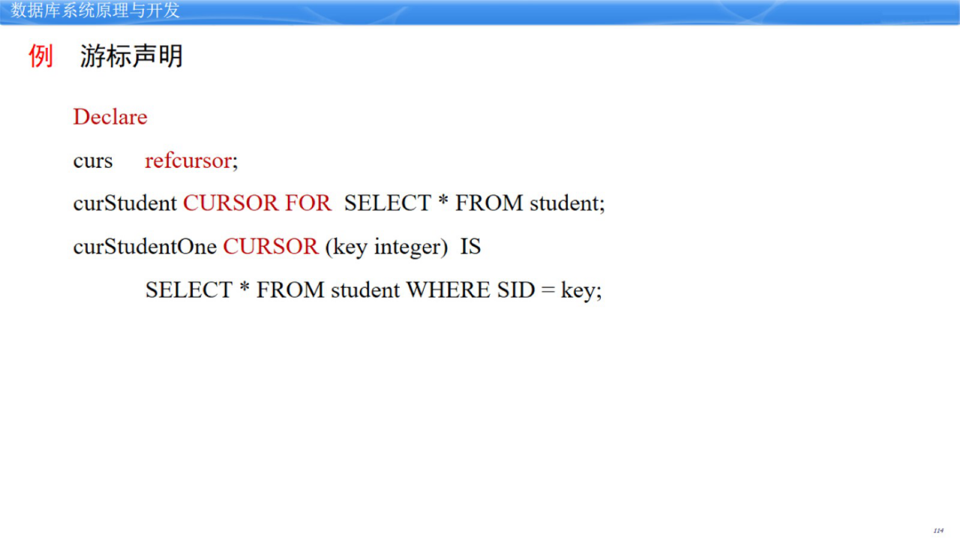 数据库系统原理与开发
例 游标声明
Declare
curs refcursor;
curStudent CURSOR FOR SELECT * FROM student;
curStudentOne CURSOR (key integer) IS
SELECT * FROM student WHERE SID = key;
124